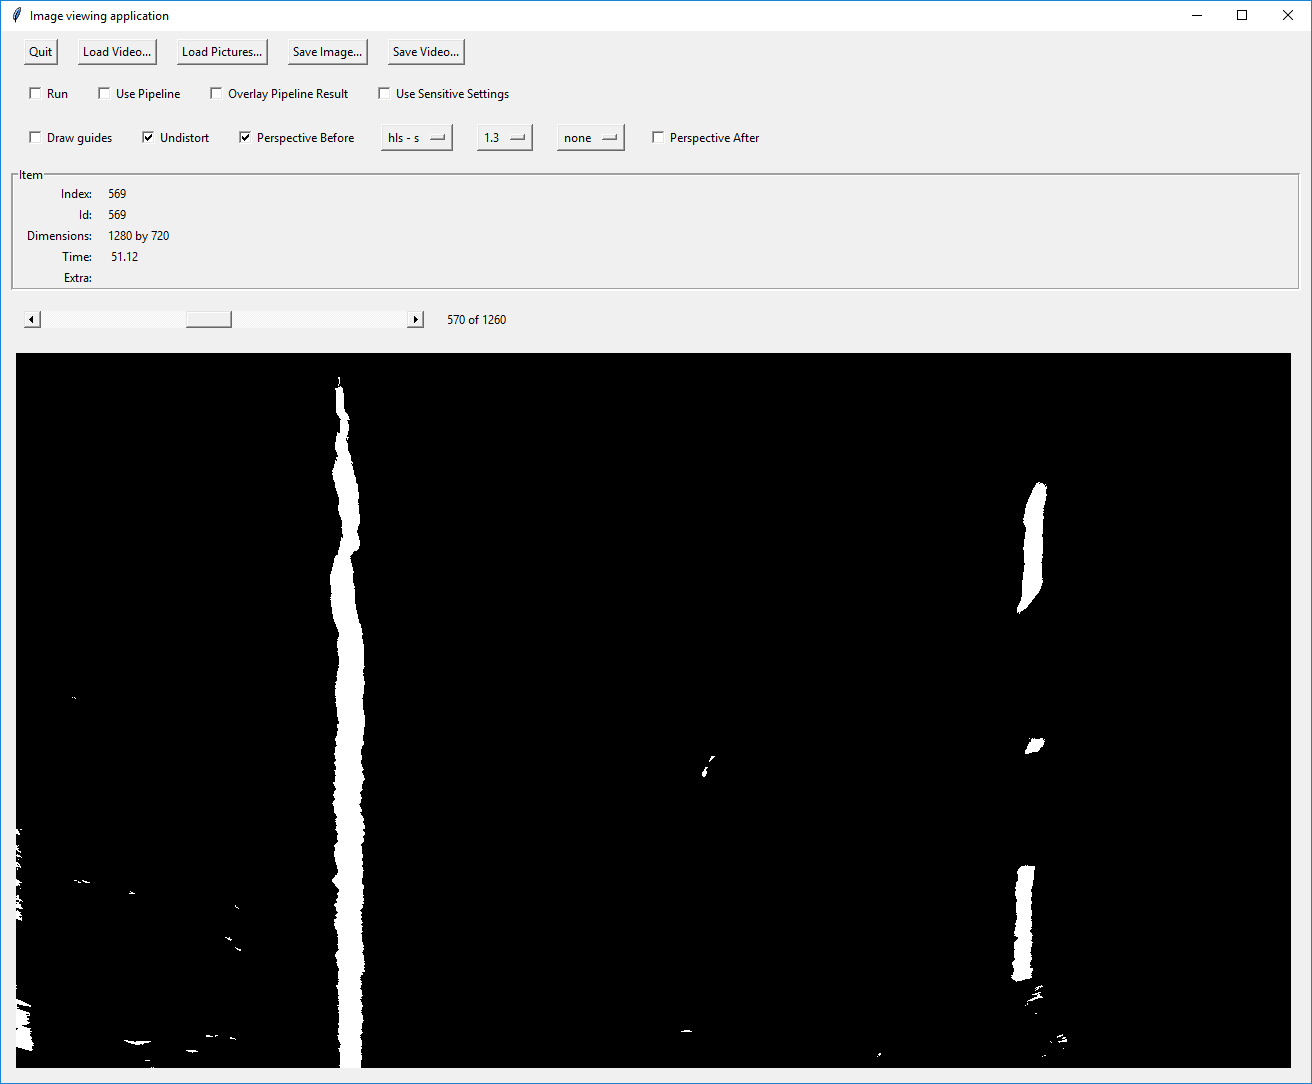 Image viewing application
Quit Load Video... Load Pictures... Save Image... Save Video...
Run Use Pipeline Overlay Pipeline Result Use Sensitive Settings
Draw guides Undistort Perspective Before hls - s 1.3 none Perspective After
Item
Index: 569
Id: 569
Dimensions: 1280 by 720
Time: 51.12
Extra:
570 of 1260